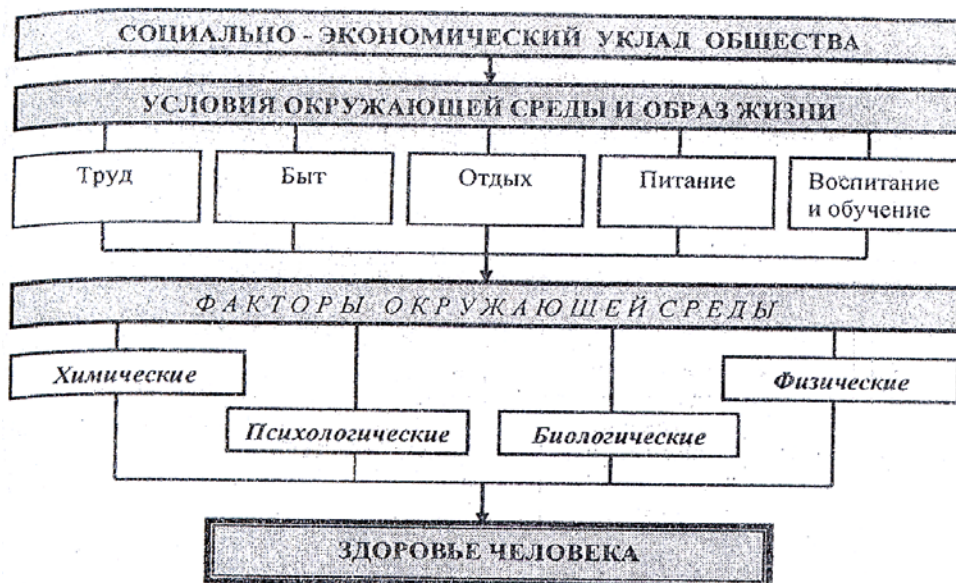 СОЦИАЛЬНО - ЭКОНОМИЧЕСКИЙ УКЛАД ОБЩЕСТВА
УСЛОВИЯ ОКРУЖАЮЩЕЙ СРЕДЫ И ОБРАЗ ЖИЗНИ
Труд
Быт
Отдых
Питание
Воспитание
и обучение
ФАКТОРЫ ОКРУЖАЮЩЕЙ СРЕДЫ
Химические
Физические
Психологические
Биологические
ЗДОРОВЬЕ ЧЕЛОВЕКА